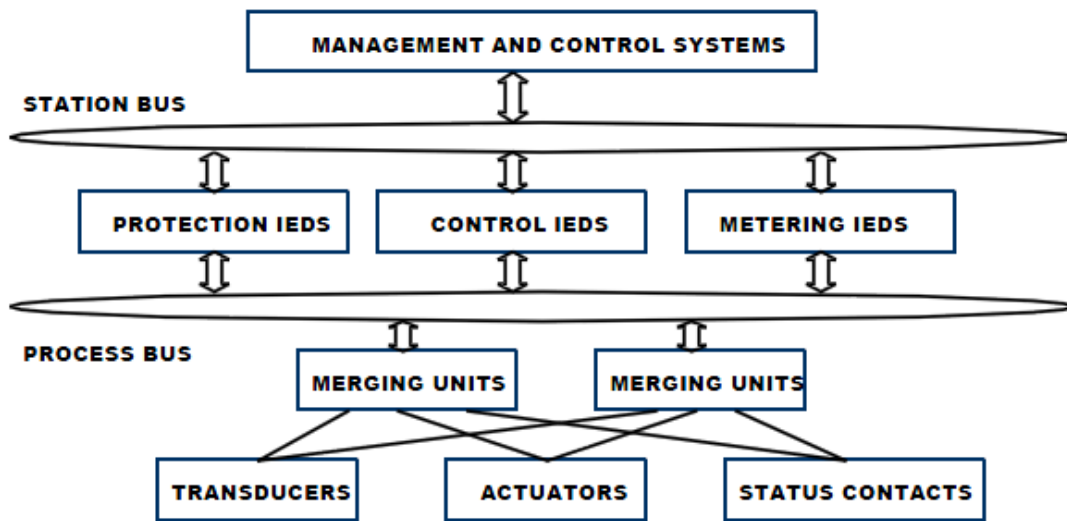 MANAGEMENT AND CONTROL SYSTEMS
STATION BUS
PROTECTION IEDS
CONTROL IEDS
METERING IEDS
PROCESS BUS
MERGING UNITS
MERGING UNITS
TRANSDUCERS
ACTUATORS
STATUS CONTACTS